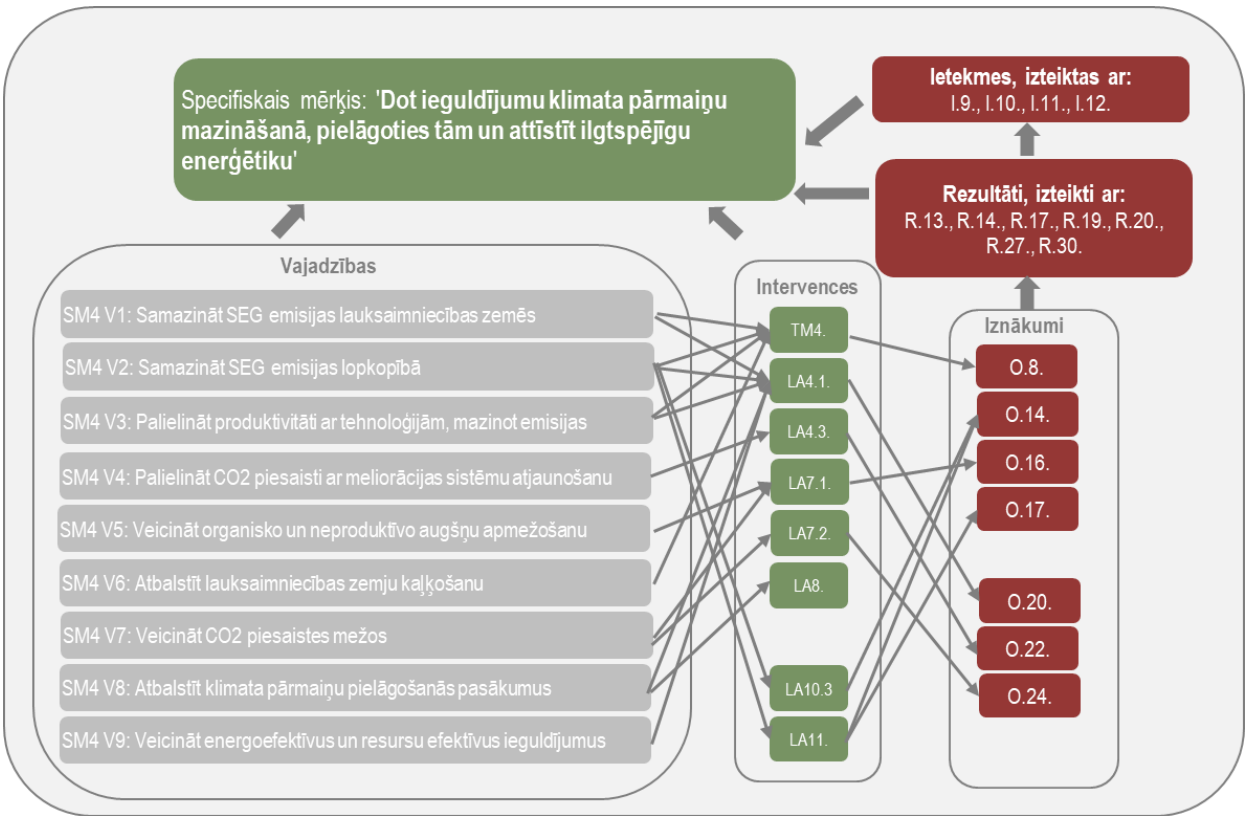 Specifiskais mērķis: 'Dot ieguldījumu klimata pārmaiņu
mazināšanā, pielāgoties tām un attīstīt ilgtspējīgu
enerģētiku'
Ietekmes, izteiktas ar:
I.9., I.10., I.11., I.12.
Rezultāti, izteikti ar:
R.13., R.14., R.17., R.19., R.20.,
R.27., R.30.
Vajadzības
SM4 V1: Samazināt SEG emisijas lauksaimniecības zemēs
SM4 V2: Samazināt SEG emisijas lopkopībā
SM4 V3: Palielināt produktivitāti ar tehnoloģijām, mazinot emisijas
SM4 V4: Palielināt CO2 piesaisti ar meliorācijas sistēmu atjaunošanu
SM4 V5: Veicināt organisko un neproduktīvo augšņu apmežošanu
SM4 V6: Atbalstīt lauksaimniecības zemju kaļķošanu
SM4 V7: Veicināt CO2 piesaistes mežos
SM4 V8: Atbalstīt klimata pārmaiņu pielāgošanās pasākumus
SM4 V9: Veicināt energoefektīvus un resursu efektīvus ieguldījumus
Intervences
TM4.
LA4.1.
LA4.3.
LA7.1.
LA7.2.
LA8.
LA10.3
LA11.
Iznākumi
O.8.
O.14.
O.16.
O.17.
O.20.
O.22.
O.24.